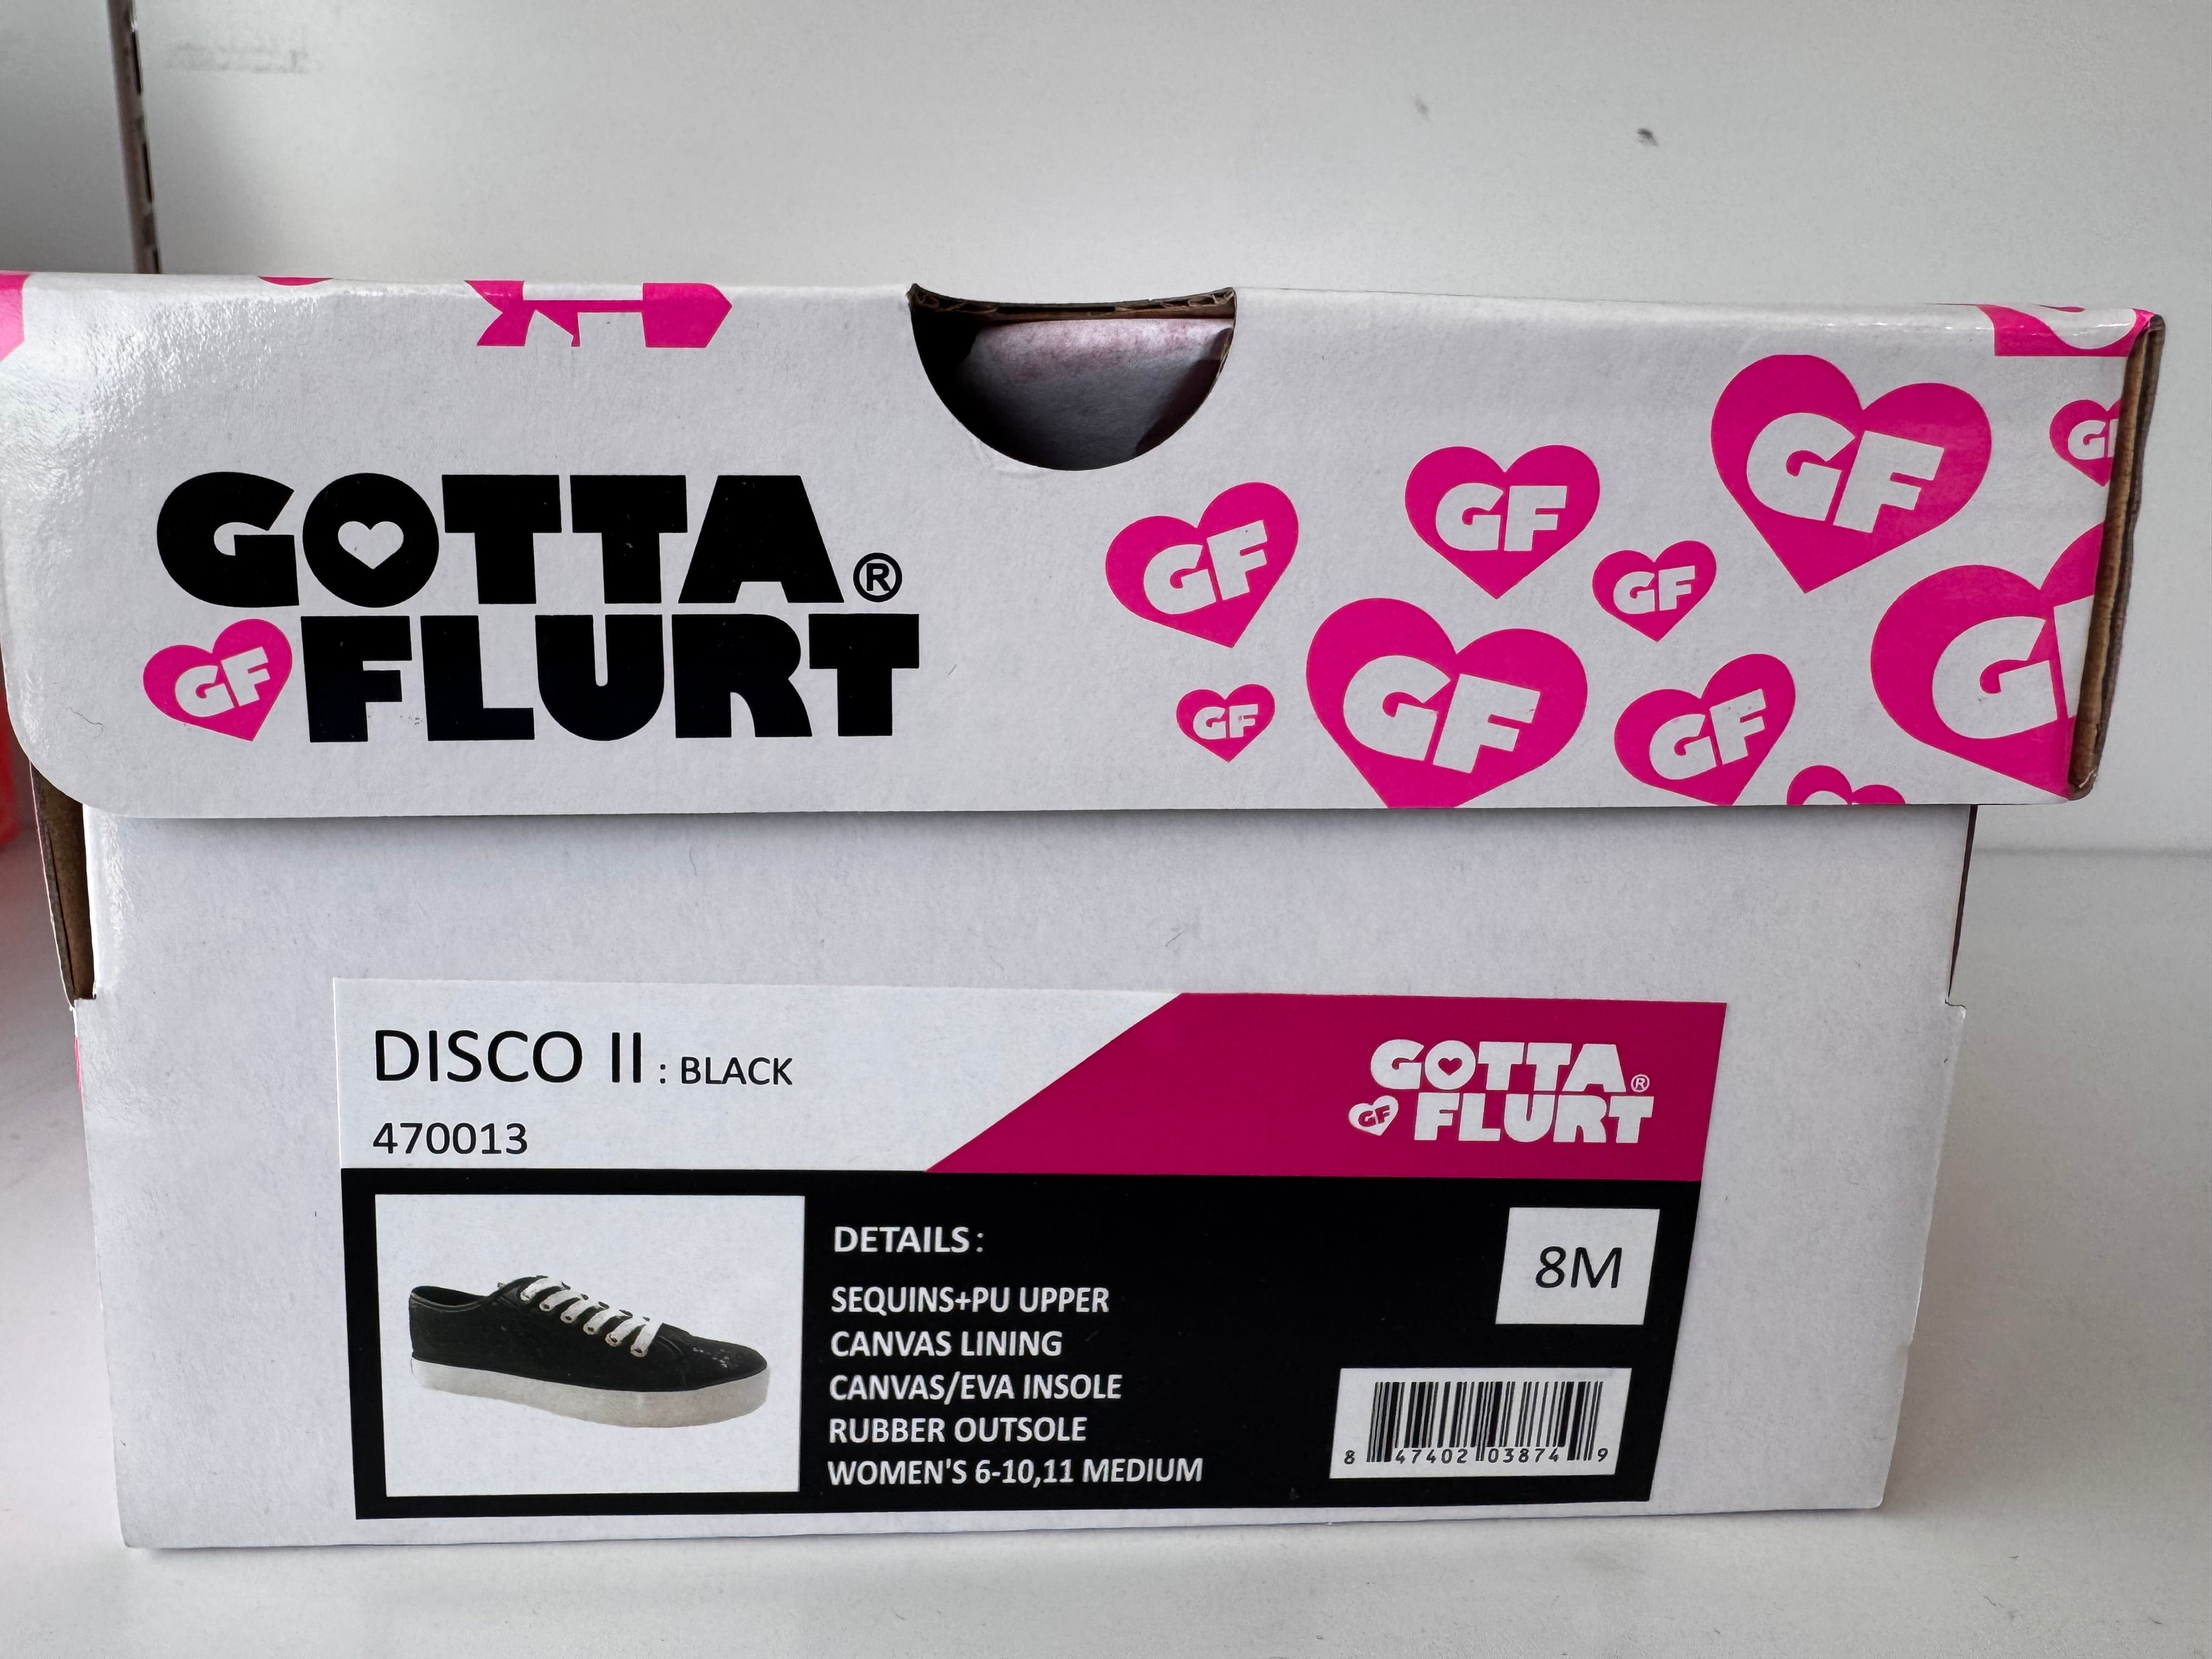 GOTTA®
GF FLURT
GF
GF
GF
GF
GF
GF
GF
DISCO II : BLACK
470013
GOTTA®
GF FLURT
DETAILS :
SEQUINS+PU UPPER
CANVAS LINING
CANVAS/EVA INSOLE
RUBBER OUTSOLE
WOMEN'S 6-10,11 MEDIUM
8M
8 47402 03874 9